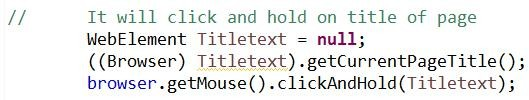 // It will click and hold on title of page
WebElement Titletext = null;
((Browser) Titletext).getCurrentPageTitle();
browser.getMouse().clickAndHold(Titletext);